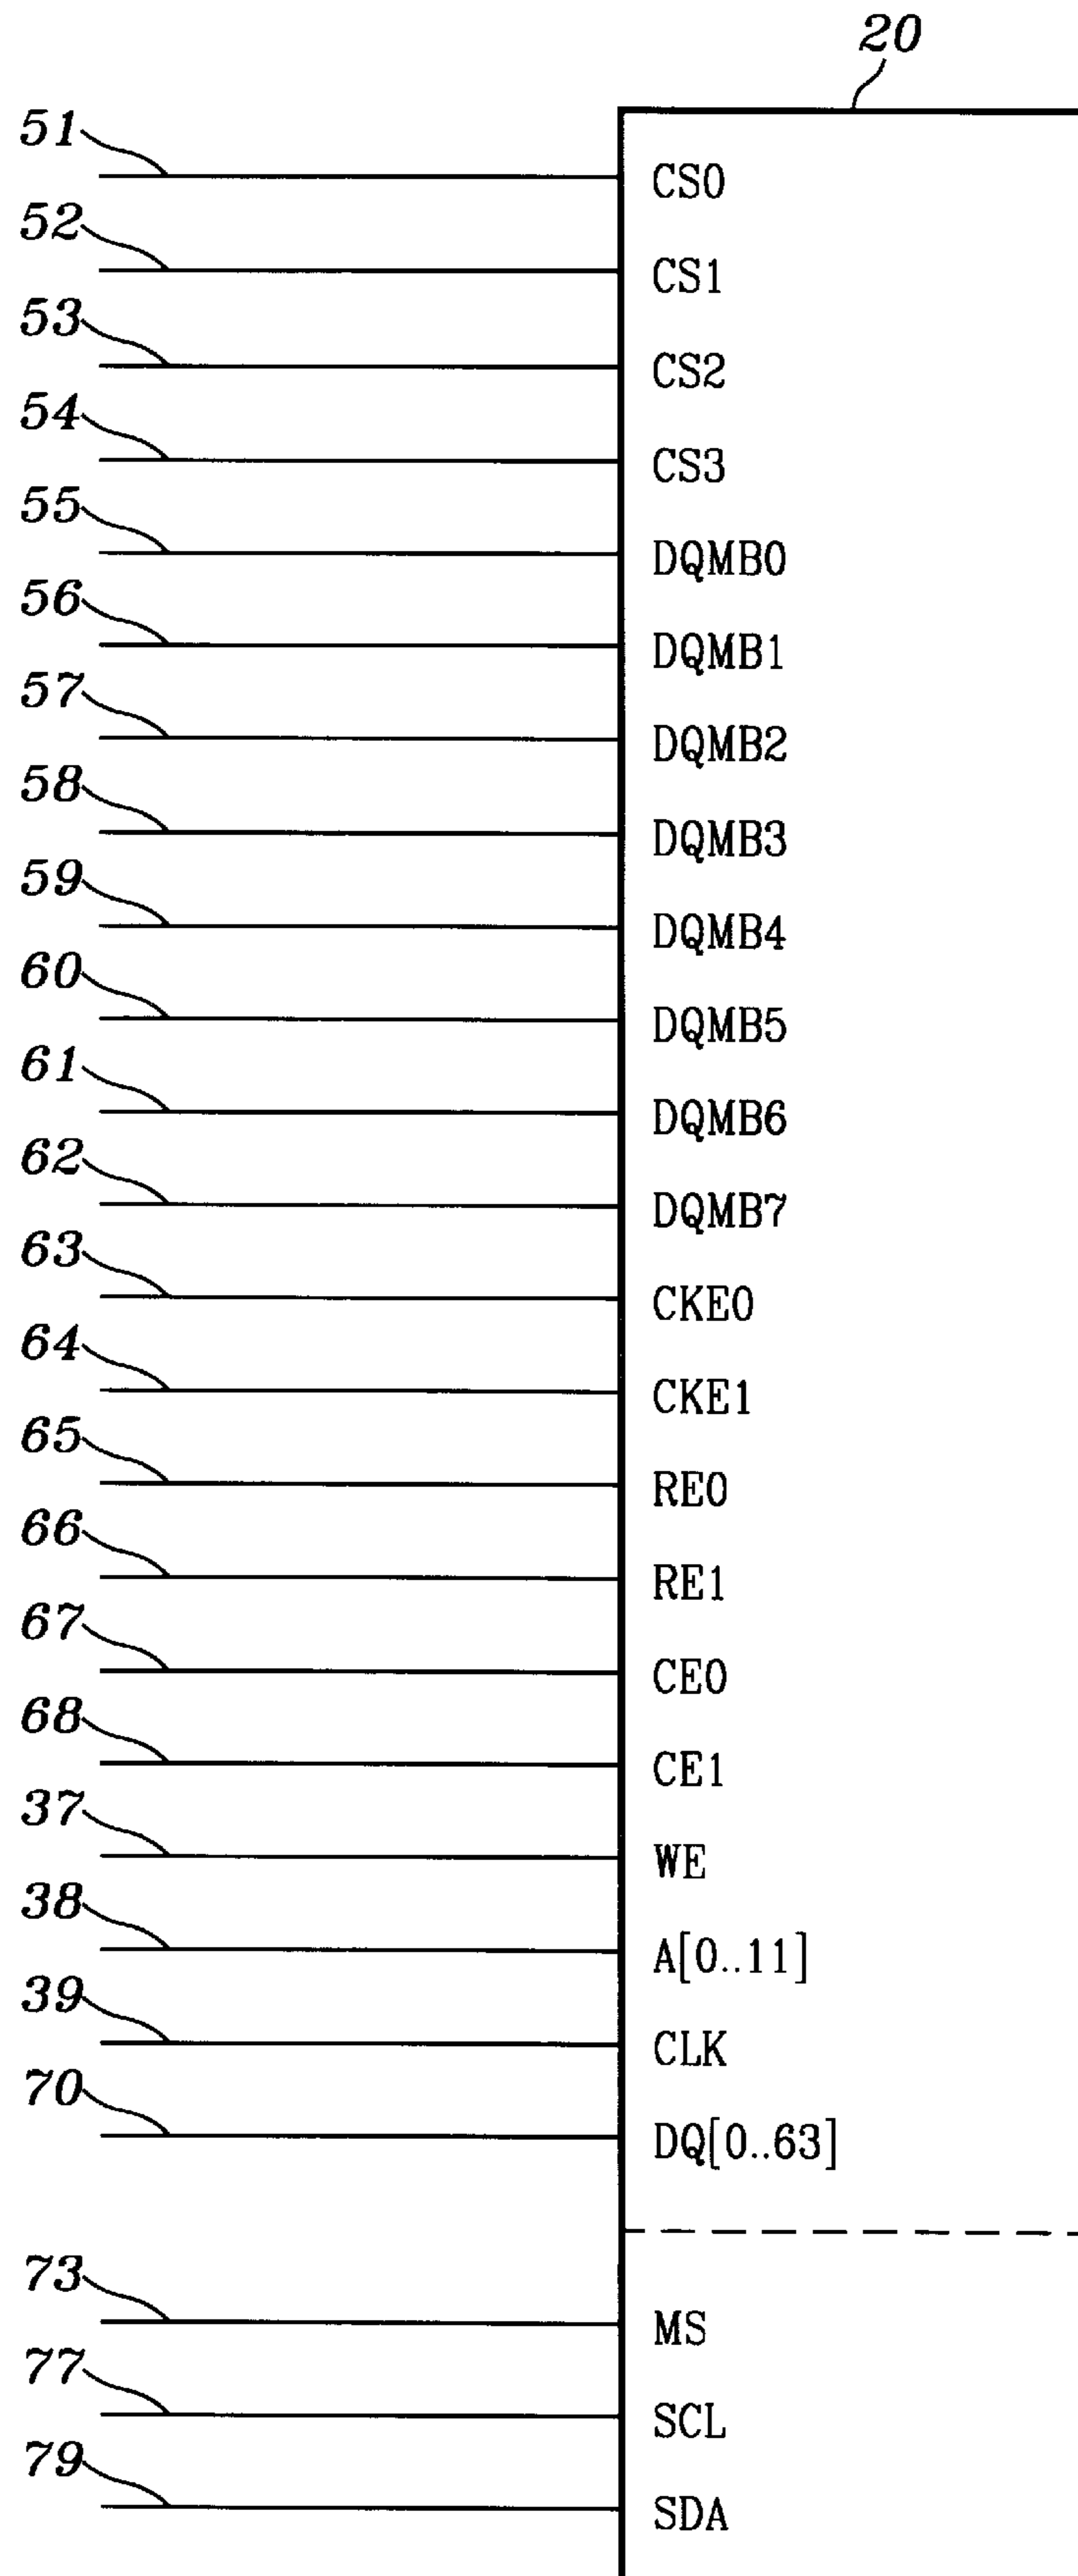 20
51 CS0
52 CS1
53 CS2
54 CS3
55 DQMB0
56 DQMB1
57 DQMB2
58 DQMB3
59 DQMB4
60 DQMB5
61 DQMB6
62 DQMB7
63 CKE0
64 CKE1
65 RE0
66 RE1
67 CE0
68 CE1
37 WE
38 A[0..11]
39 CLK
70 DQ[0..63]
73 MS
77 SCL
79 SDA